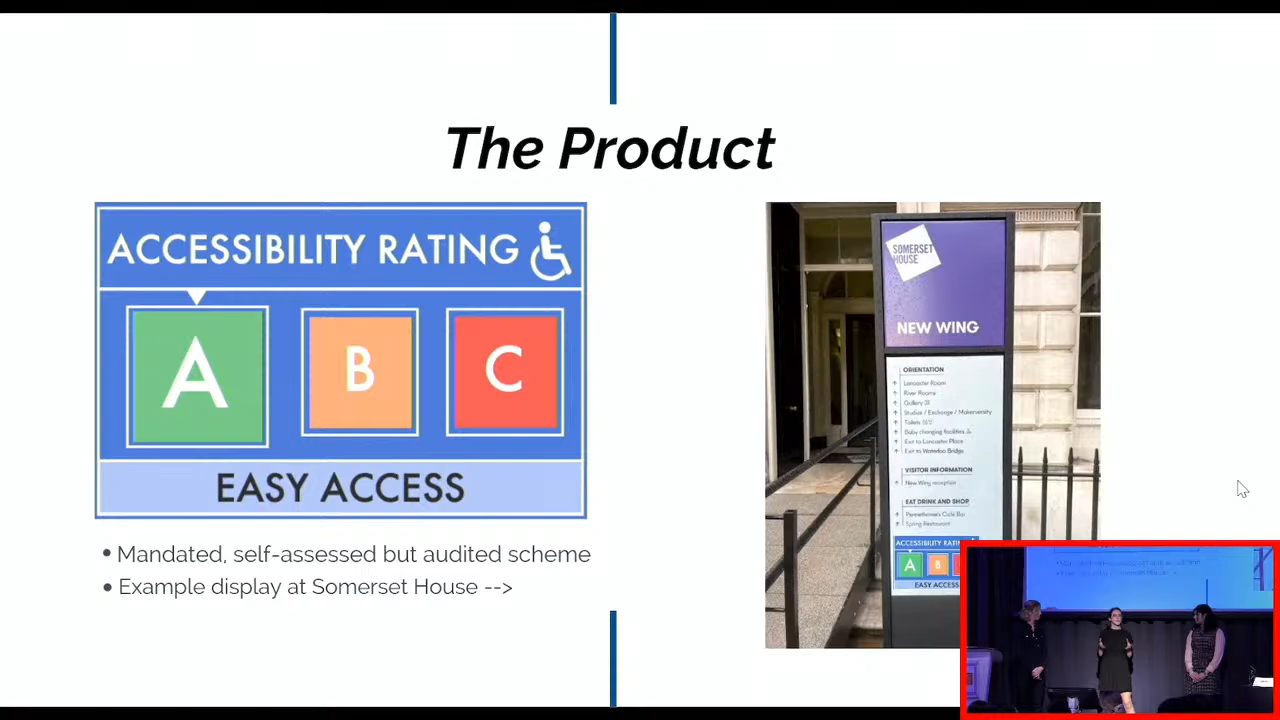 The Product
ACCESSIBILITY RATING
A B C
EASY ACCESS
• Mandated, self-assessed but audited scheme
• Example display at Somerset House -->
SOMERSET
HOUSE
NEW WING
ORIENTATION
Lancaster Room
River Rooms
Gallery 31
Studios / Exchange / Makerversity
Toilets
Baby changing facilities
Exit to Lancaster Place
Exit to Waterloo Bridge
VISITOR INFORMATION
New Wing reception
EAT DRINK AND SHOP
Pennethorne's Café Bar
Spring Restaurant
ACCESSIBILITY
A B
EASY ACCESS